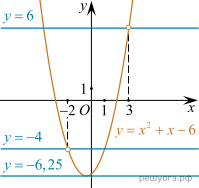 y
y = 6
1
−2
O
1
3
x
y = x² + x − 6
y = −4
y = −6,25
решуогэ.рф